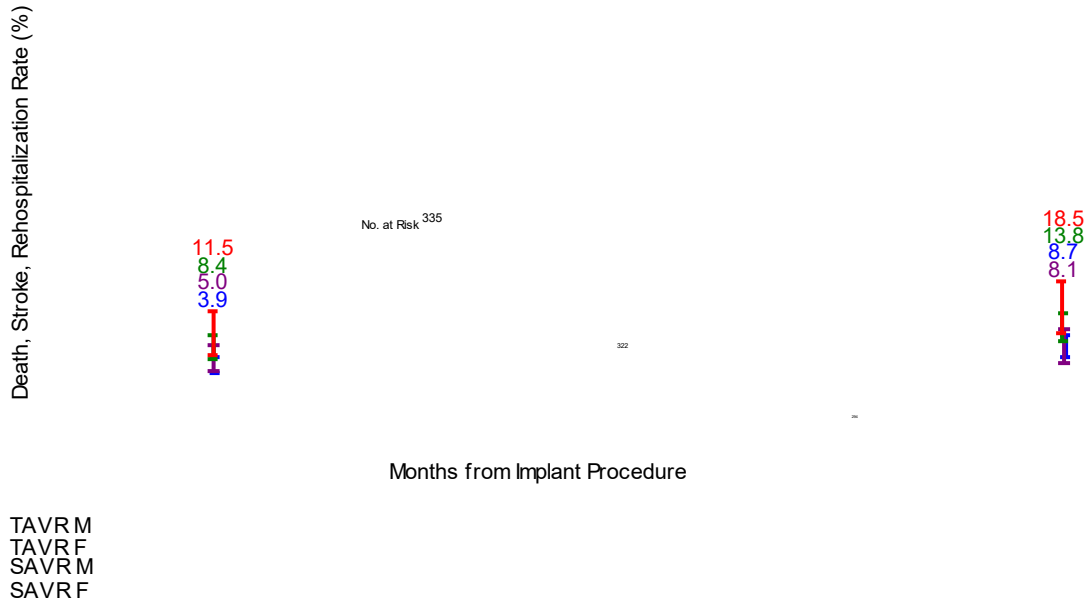 Death, Stroke, Rehospitalization Rate (%)
No. at Risk 335
11.5
8.4
5.0
3.9
18.5
13.8
8.7
8.1
322
Months from Implant Procedure
TAVR M
TAVR F
SAVR M
SAVR F